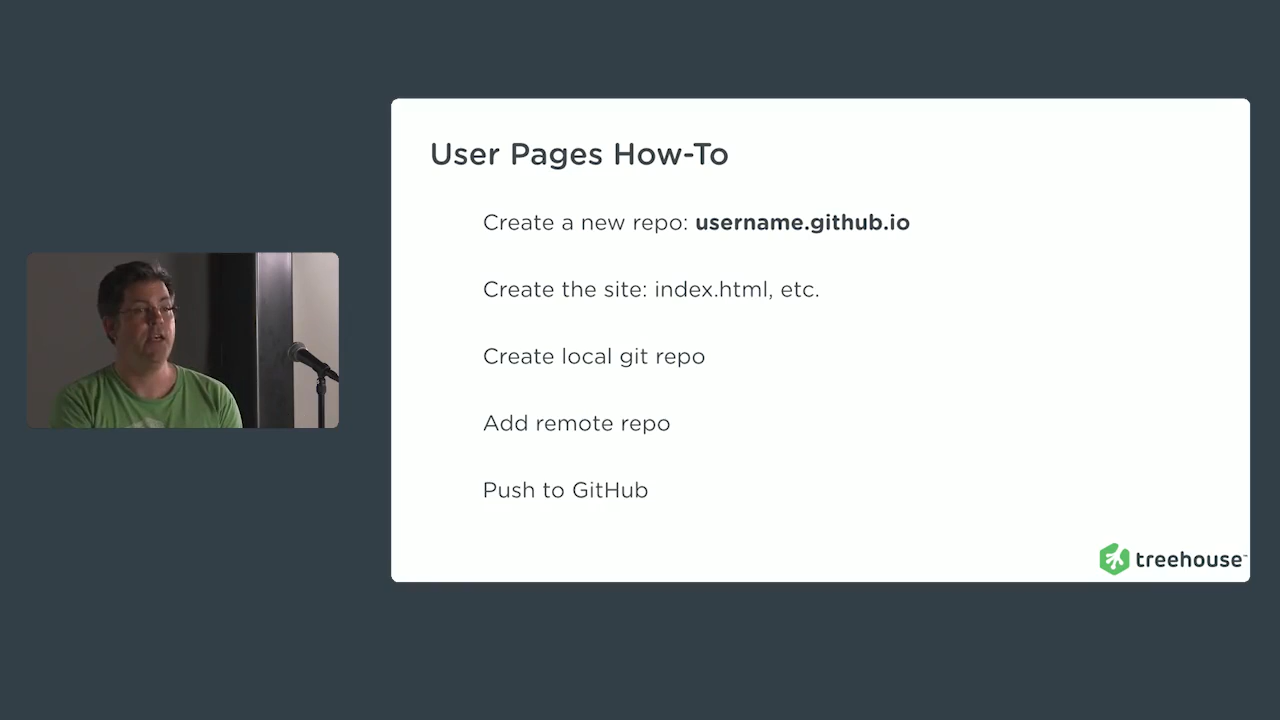 User Pages How-To
Create a new repo: username.github.io
Create the site: index.html, etc.
Create local git repo
Add remote repo
Push to GitHub
treehouse™